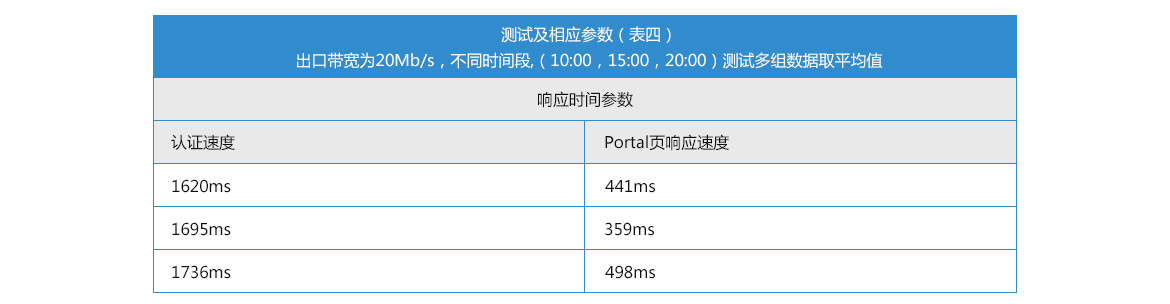 测试及相应参数（表四）
出口带宽为20Mb/s，不同时间段,（10:00，15:00，20:00）测试多组数据取平均值
响应时间参数
认证速度 Portal页响应速度
1620ms 441ms
1695ms 359ms
1736ms 498ms